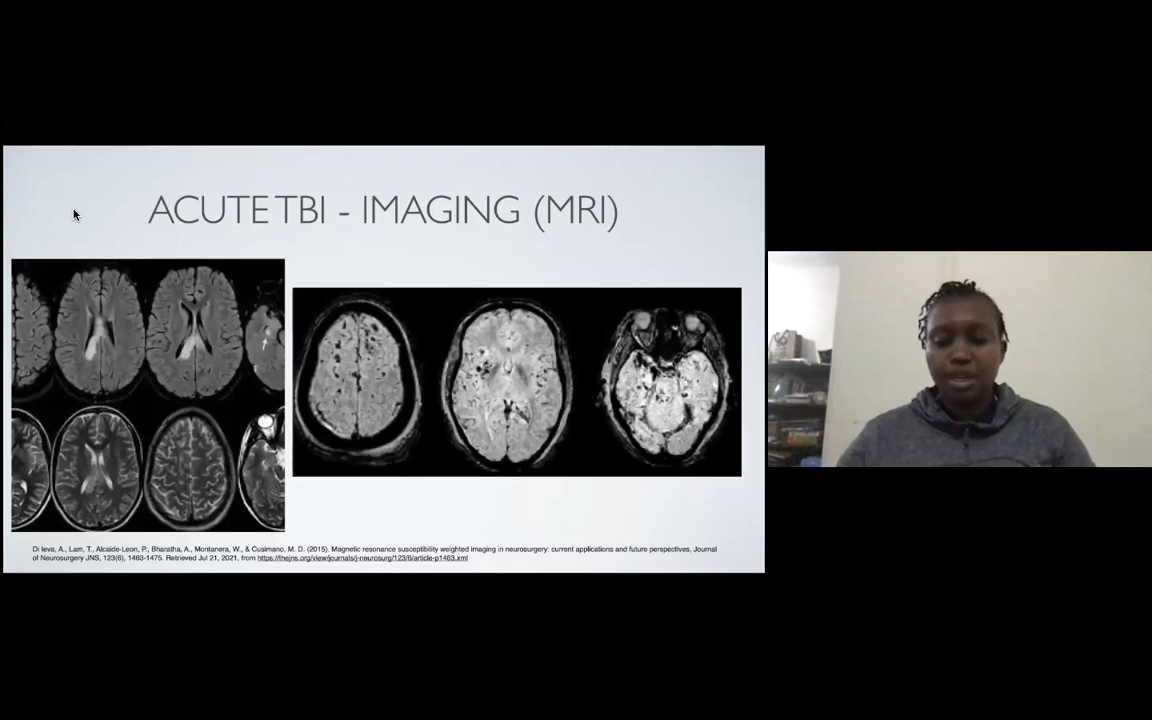 ACUTE TBI - IMAGING (MRI)
Di Ieva, A., Lam, T., Alcaide-Leon, P., Bharatha, A., Montanera, W., & Cusimano, M. D. (2015). Magnetic resonance susceptibility weighted imaging in neurosurgery: current applications and future perspectives, Journal
of Neurosurgery JNS, 123(6), 1463-1475. Retrieved Jul 21, 2021, from https://thejns.org/view/journals/j-neurosurg/123/6/article-p1463.xml